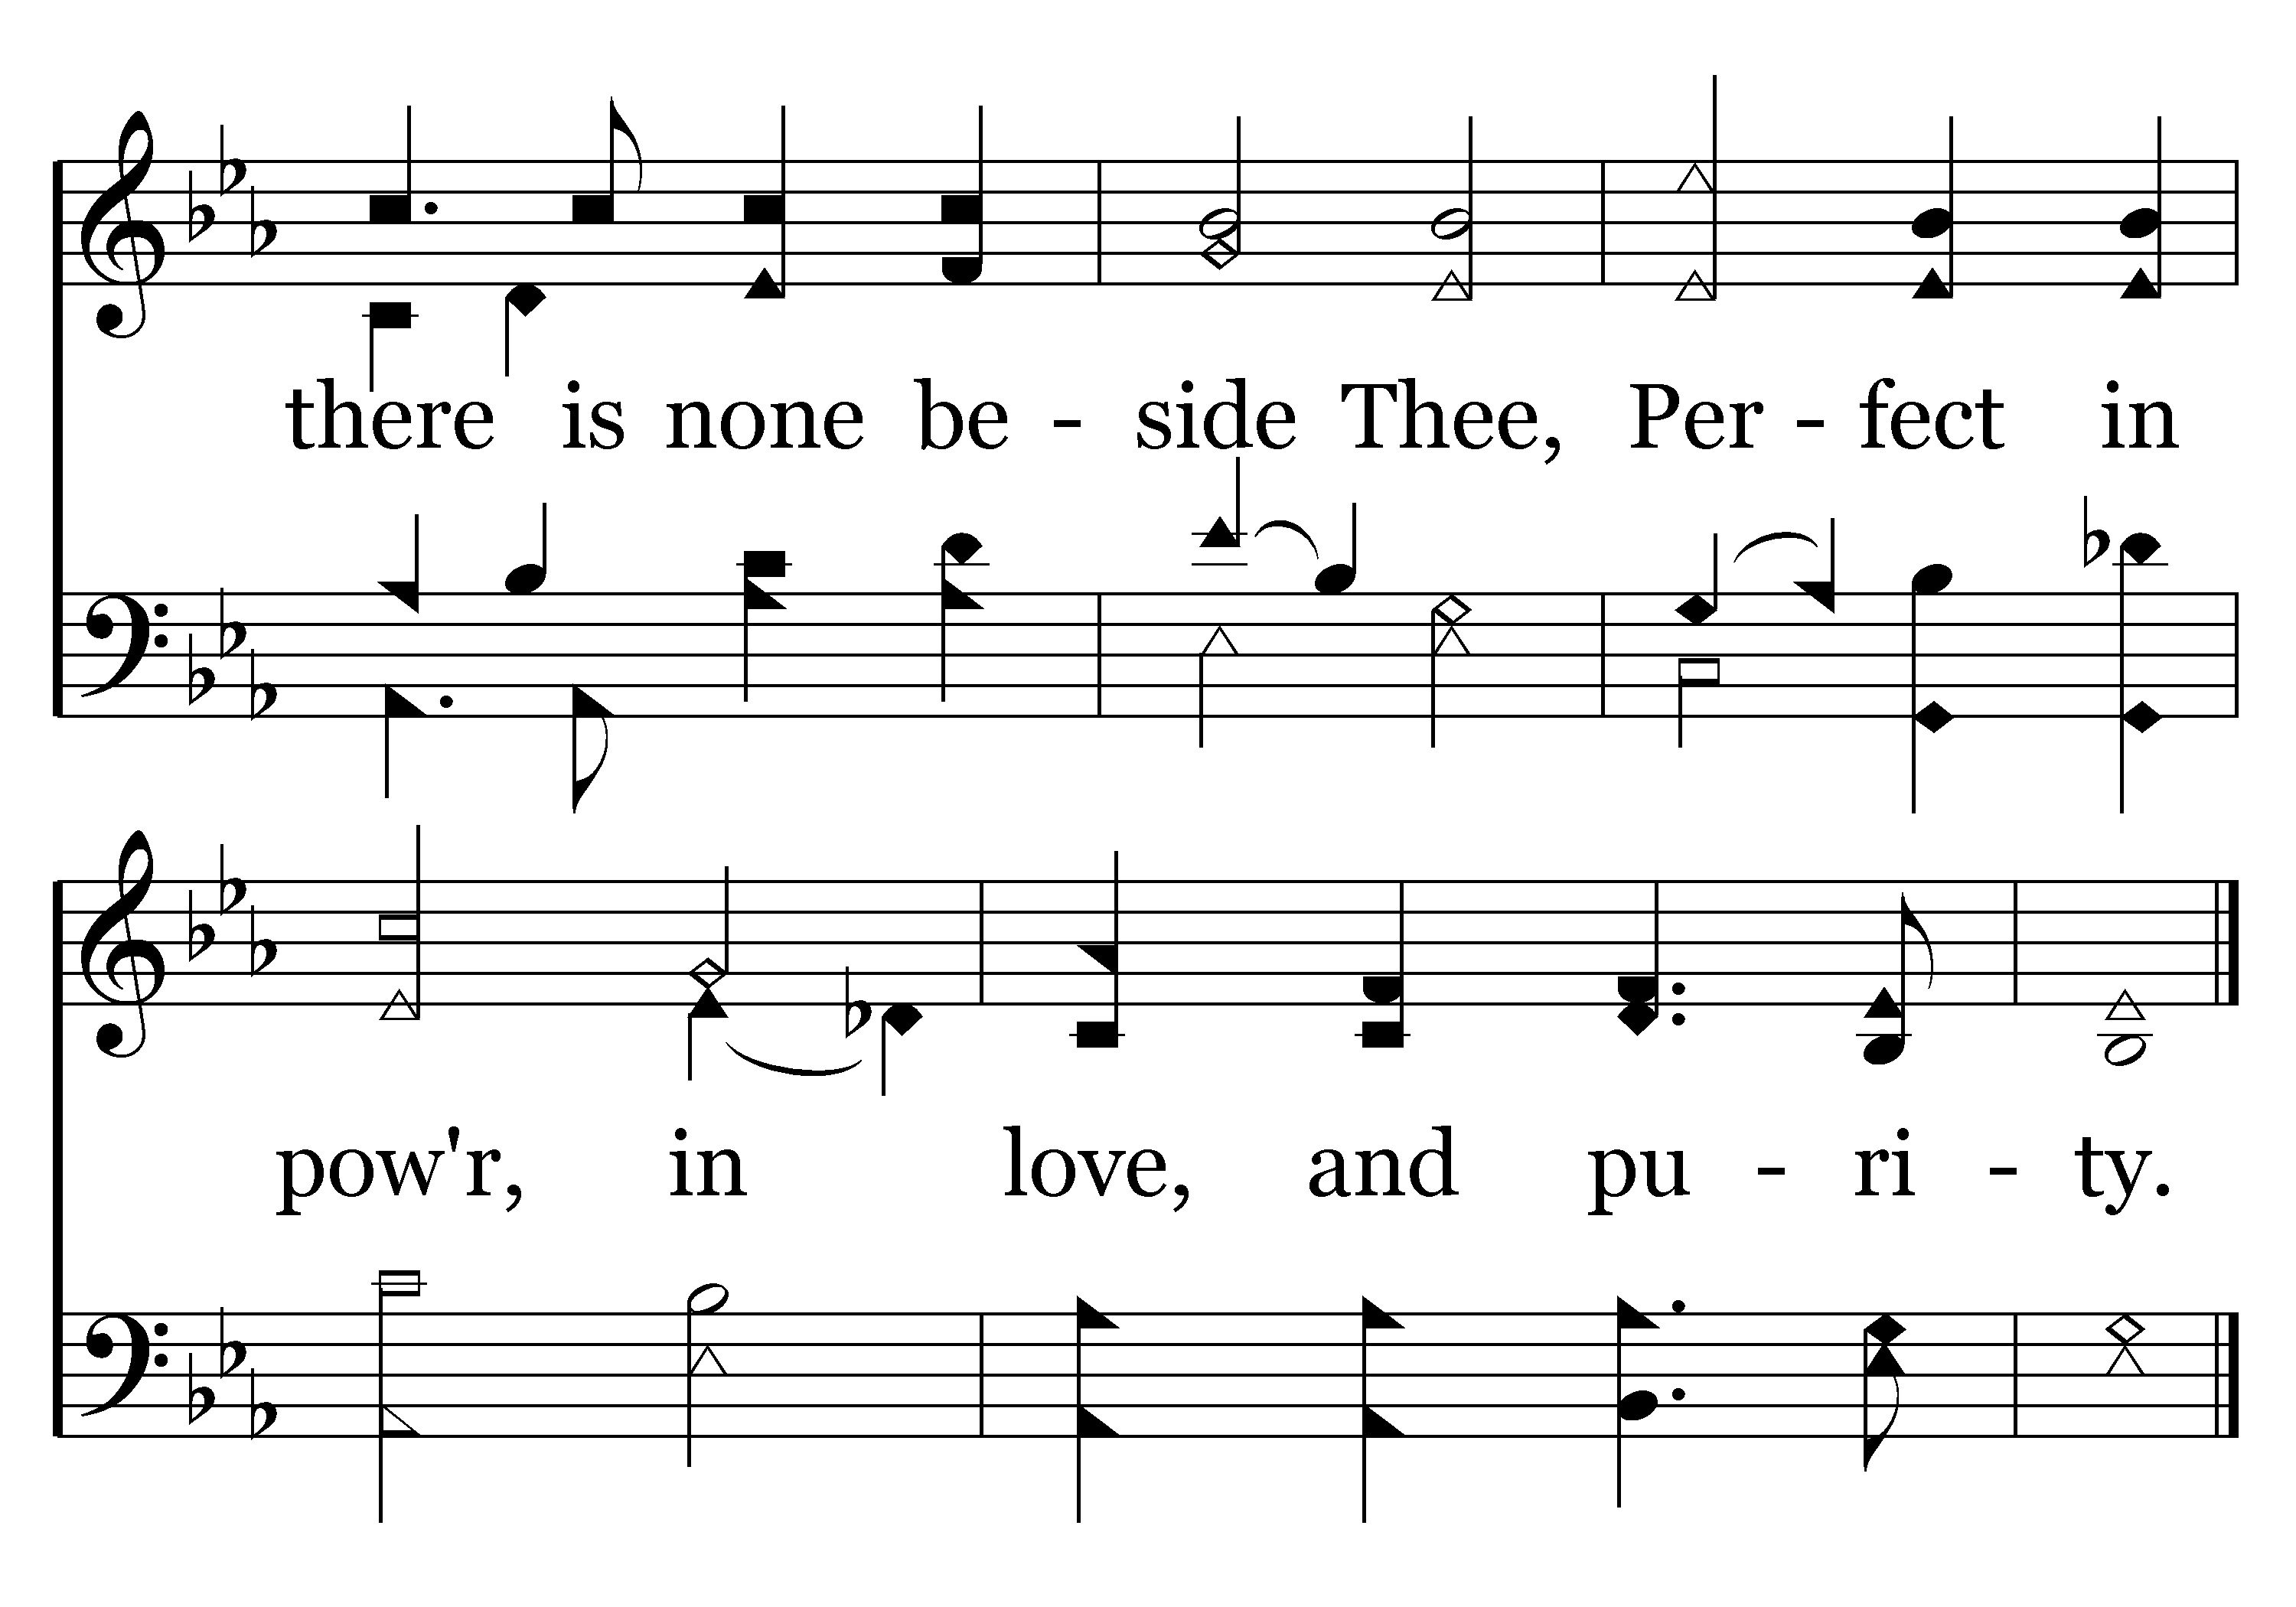 there is none be - side Thee, Per - fect in
pow'r, in love, and pu - ri - ty.